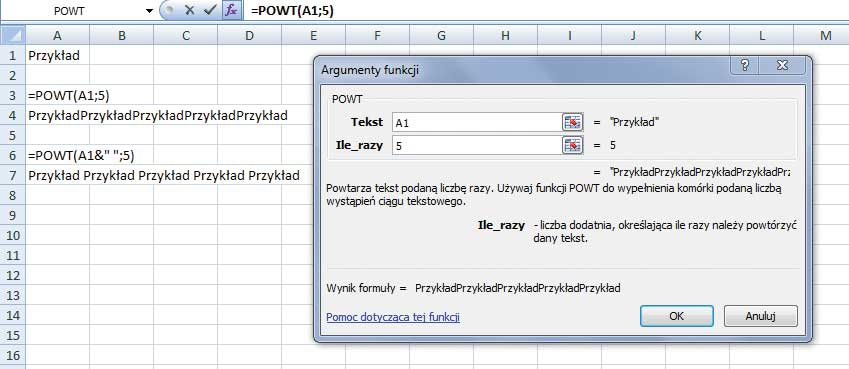 POWT =POWT(A1;5)
A B C D E F G H I J K L M
1 Przykład
2
3 =POWT(A1;5)
4 PrzykładPrzykładPrzykładPrzykładPrzykład
5
6 =POWT(A1&" ";5)
7 Przykład Przykład Przykład Przykład Przykład
8
9
10
11
12
13
14
15
16
Argumenty funkcji
POWT
Tekst A1 = "Przykład"
Ile_razy 5 = 5
= "PrzykładPrzykładPrzykładPrzykładPrz
Powtarza tekst podaną liczbę razy. Używaj funkcji POWT do wypełnienia komórki podaną liczbą
wystąpień ciągu tekstowego.
Ile_razy - liczba dodatnia, określająca ile razy należy powtórzyć
dany tekst.
Wynik formuły = PrzykładPrzykładPrzykładPrzykładPrzykład
Pomoc dotycząca tej funkcji OK Anuluj